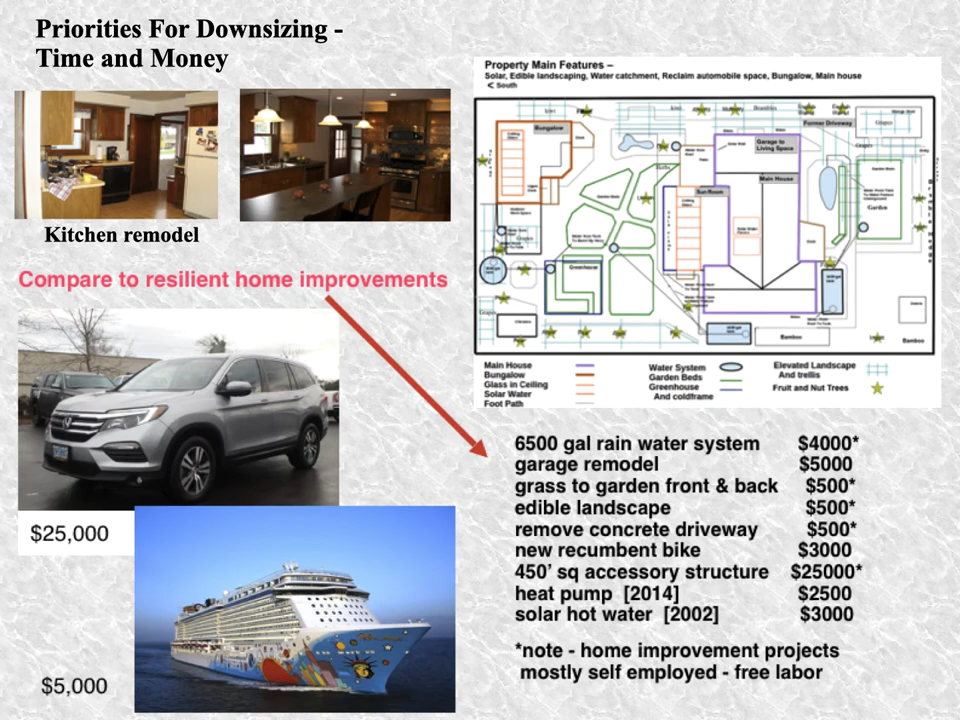 Priorities For Downsizing -
Time and Money
Kitchen remodel
Compare to resilient home improvements
$25,000
$5,000
Property Main Features –
Solar, Edible landscaping, Water catchment, Reclaim automobile space, Bungalow, Main house
< South
Bungalow
Former Driveway
Grapes
Garage to
Living Space
Main House
Sun Room
Garden
Greenhouse
Bamboo
Bamboo
Main House
Bungalow
Glass in Ceiling
Solar Water
Foot Path
Water System
Garden Beds
Greenhouse
And coldframe
Elevated Landscape
And trellis
Fruit and Nut Trees
6500 gal rain water system $4000*
garage remodel $5000
grass to garden front & back $500*
edible landscape $500*
remove concrete driveway $500*
new recumbent bike $3000
450’ sq accessory structure $25000*
heat pump [2014] $2500
solar hot water [2002] $3000
*note - home improvement projects
mostly self employed - free labor